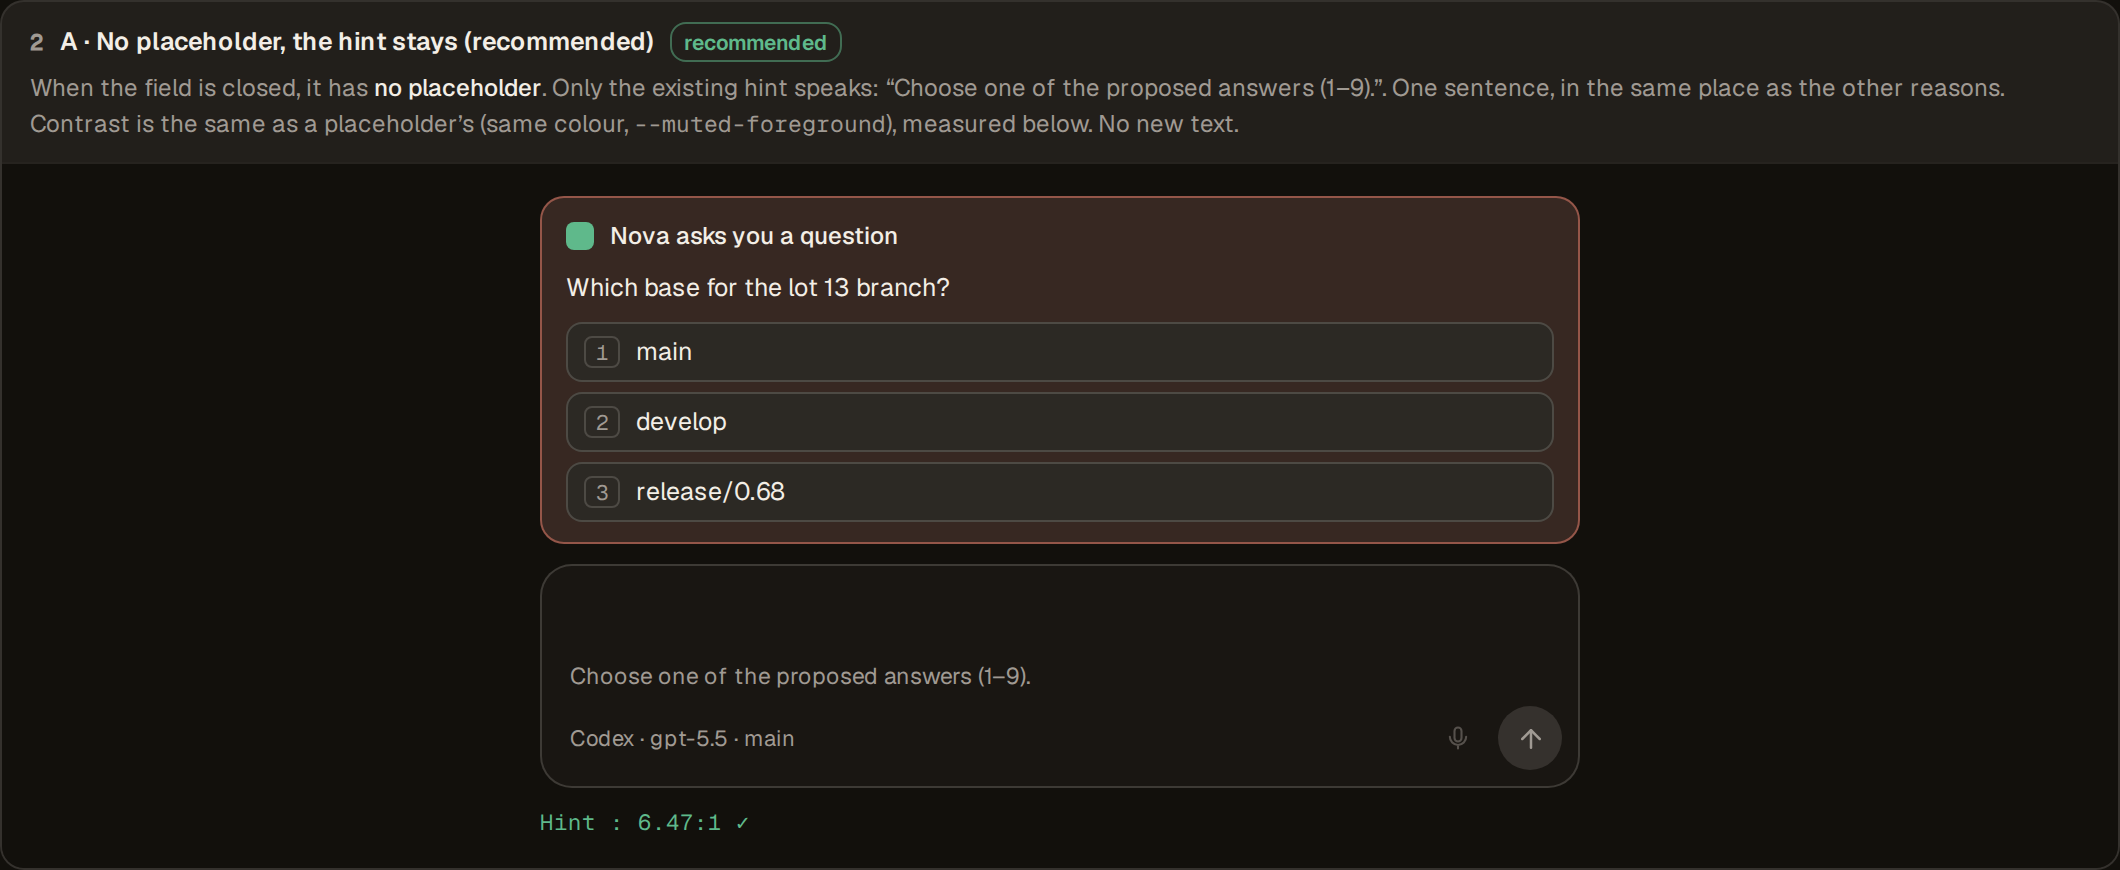 2 A · No placeholder, the hint stays (recommended) recommended
When the field is closed, it has no placeholder. Only the existing hint speaks: “Choose one of the proposed answers (1–9).”. One sentence, in the same place as the other reasons.
Contrast is the same as a placeholder’s (same colour, --muted-foreground), measured below. No new text.
Nova asks you a question
Which base for the lot 13 branch?
1 main
2 develop
3 release/0.68
Choose one of the proposed answers (1–9).
Codex · gpt-5.5 · main
Hint : 6.47:1 ✓